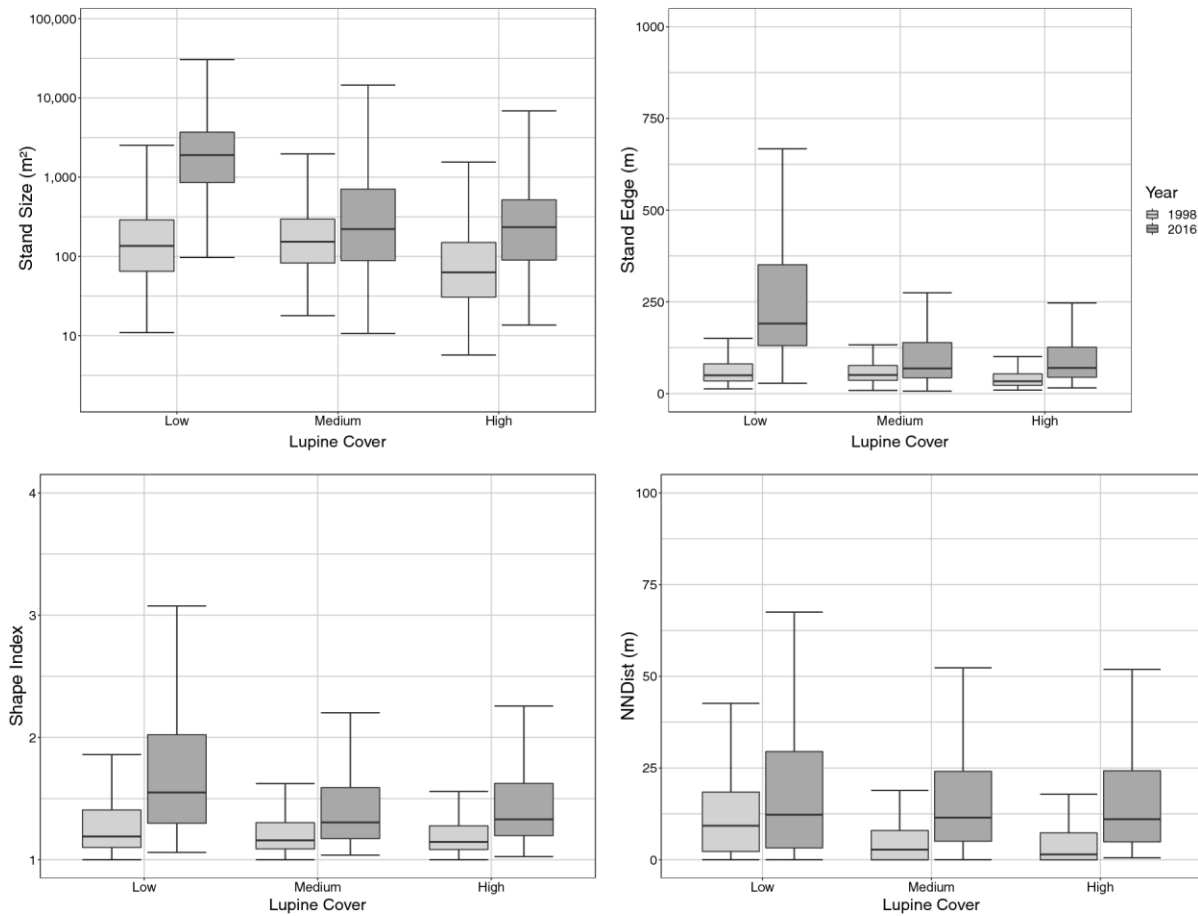 100,000
10,000
1,000
100
10
Stand Size (m²)
Low
Medium
High
Lupine Cover
1000
750
500
250
0
Stand Edge (m)
Low
Medium
High
Lupine Cover
Year
1998
2016
4
3
2
1
Shape Index
Low
Medium
High
Lupine Cover
100
75
50
25
0
NNDist (m)
Low
Medium
High
Lupine Cover